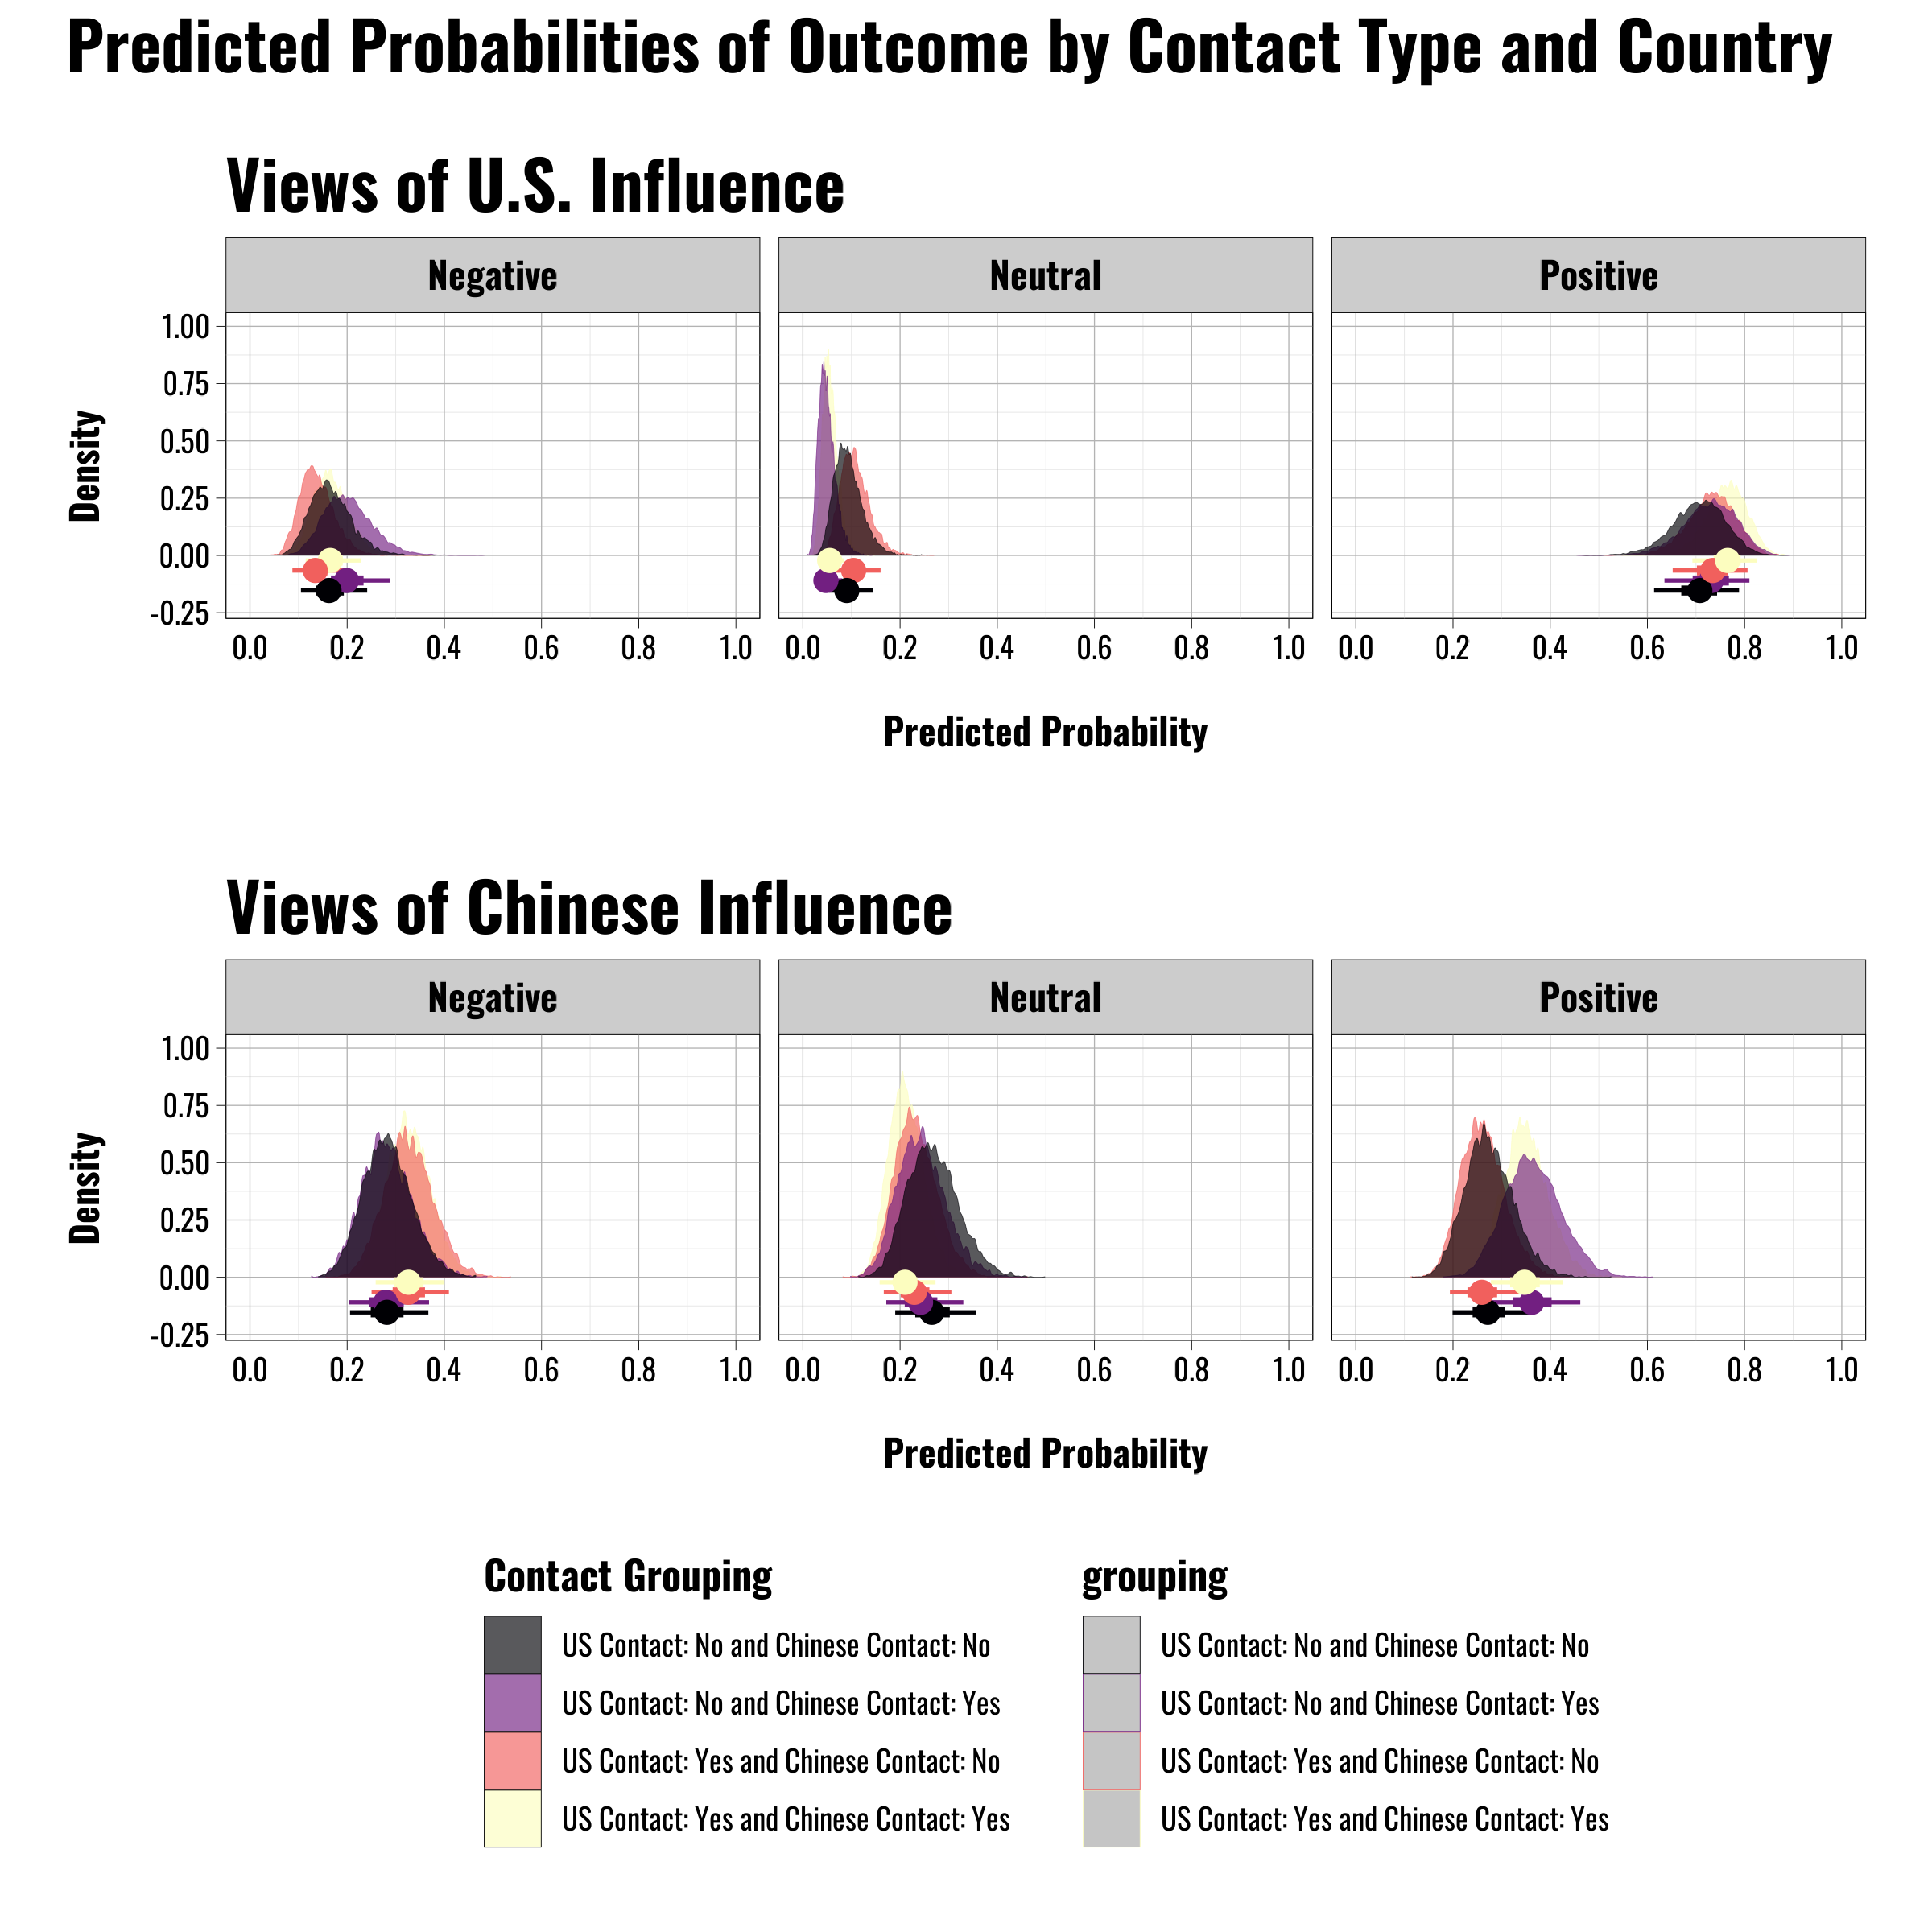 Predicted Probabilities of Outcome by Contact Type and Country
Views of U.S. Influence
Negative Neutral Positive
1.00
0.75
0.50
0.25
0.00
-0.25
Density
0.0 0.2 0.4 0.6 0.8 1.0 0.0 0.2 0.4 0.6 0.8 1.0 0.0 0.2 0.4 0.6 0.8 1.0
Predicted Probability
Views of Chinese Influence
Negative Neutral Positive
1.00
0.75
0.50
0.25
0.00
-0.25
Density
0.0 0.2 0.4 0.6 0.8 1.0 0.0 0.2 0.4 0.6 0.8 1.0 0.0 0.2 0.4 0.6 0.8 1.0
Predicted Probability
Contact Grouping
US Contact: No and Chinese Contact: No
US Contact: No and Chinese Contact: Yes
US Contact: Yes and Chinese Contact: No
US Contact: Yes and Chinese Contact: Yes
grouping
US Contact: No and Chinese Contact: No
US Contact: No and Chinese Contact: Yes
US Contact: Yes and Chinese Contact: No
US Contact: Yes and Chinese Contact: Yes